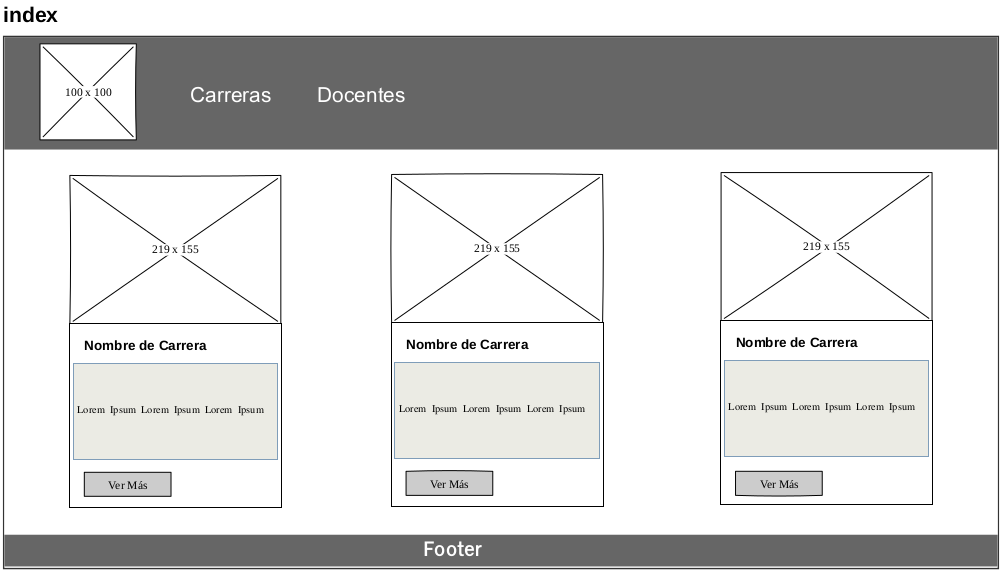 index
100 x 100
Carreras
Docentes
219 x 155
219 x 155
219 x 155
Nombre de Carrera
Nombre de Carrera
Nombre de Carrera
Lorem Ipsum Lorem Ipsum Lorem Ipsum
Lorem Ipsum Lorem Ipsum Lorem Ipsum
Lorem Ipsum Lorem Ipsum Lorem Ipsum
Ver Más
Ver Más
Ver Más
Footer